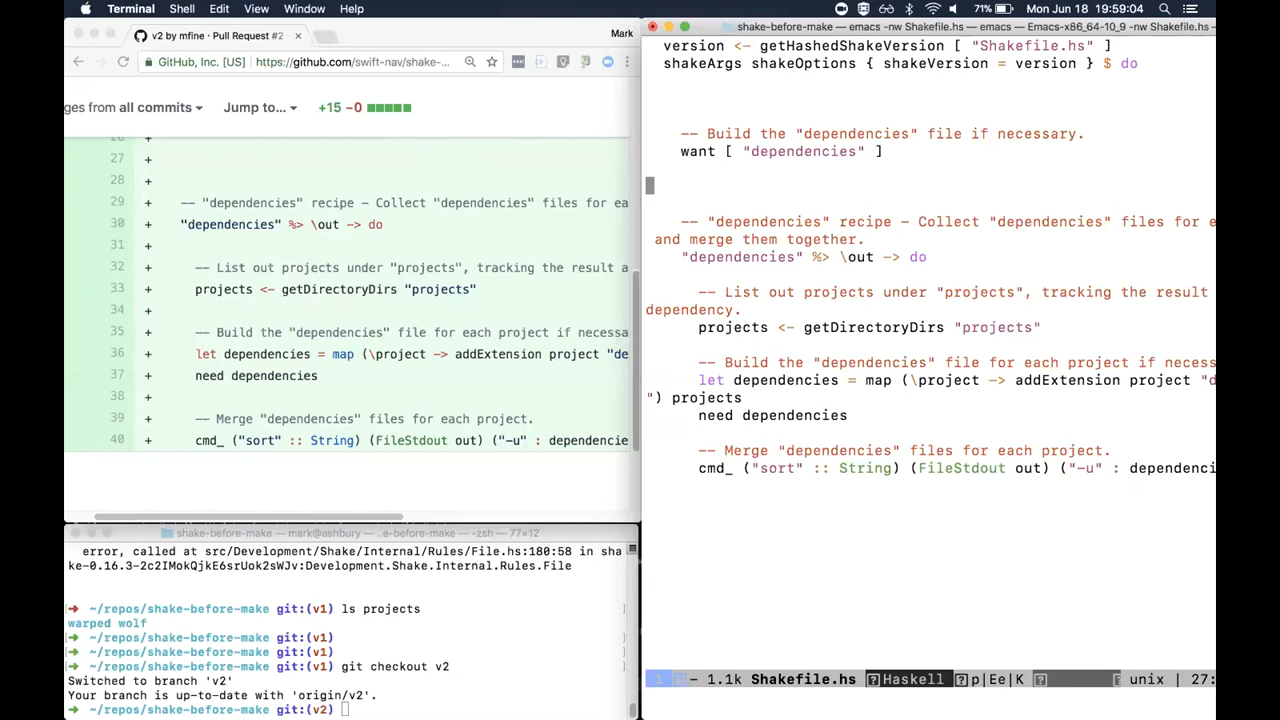 Terminal Shell Edit View Window Help 71% Mon Jun 18 19:59:04
v2 by mfine · Pull Request #2 × Mark
GitHub, Inc. [US] https://github.com/swift-nav/shake-
ges from all commits Jump to... +15 −0
27 +
28 +
29 + -- "dependencies" recipe - Collect "dependencies" files for ea
30 + "dependencies" %> \out -> do
31 +
32 + -- List out projects under "projects", tracking the result a
33 + projects <- getDirectoryDirs "projects"
34 +
35 + -- Build the "dependencies" file for each project if necessa
36 + let dependencies = map (\project -> addExtension project "de
37 + need dependencies
38 +
39 + -- Merge "dependencies" files for each project.
40 + cmd_ ("sort" :: String) (FileStdout out) ("-u" : dependencie
shake-before-make — mark@ashbury — ..e-before-make — -zsh — 77×12
error, called at src/Development/Shake/Internal/Rules/File.hs:180:58 in sha
ke-0.16.3-2c2IMokQjkE6srUok2sWJv:Development.Shake.Internal.Rules.File
➜ ~/repos/shake-before-make git:(v1) ls projects
warped wolf
➜ ~/repos/shake-before-make git:(v1)
➜ ~/repos/shake-before-make git:(v1)
➜ ~/repos/shake-before-make git:(v1) git checkout v2
Switched to branch 'v2'
Your branch is up-to-date with 'origin/v2'.
➜ ~/repos/shake-before-make git:(v2)
shake-before-make — emacs -nw Shakefile.hs — emacs — Emacs-x86_64-10_9 -nw Shakefile.hs —
version <- getHashedShakeVersion [ "Shakefile.hs" ]
shakeArgs shakeOptions { shakeVersion = version } $ do
-- Build the "dependencies" file if necessary.
want [ "dependencies" ]
-- "dependencies" recipe - Collect "dependencies" files for e
and merge them together.
"dependencies" %> \out -> do
-- List out projects under "projects", tracking the result
dependency.
projects <- getDirectoryDirs "projects"
-- Build the "dependencies" file for each project if necess
let dependencies = map (\project -> addExtension project "d
") projects
need dependencies
-- Merge "dependencies" files for each project.
cmd_ ("sort" :: String) (FileStdout out) ("-u" : dependenci
1 - 1.1k Shakefile.hs ?Haskell ?p|Ee|K ? unix | 27: